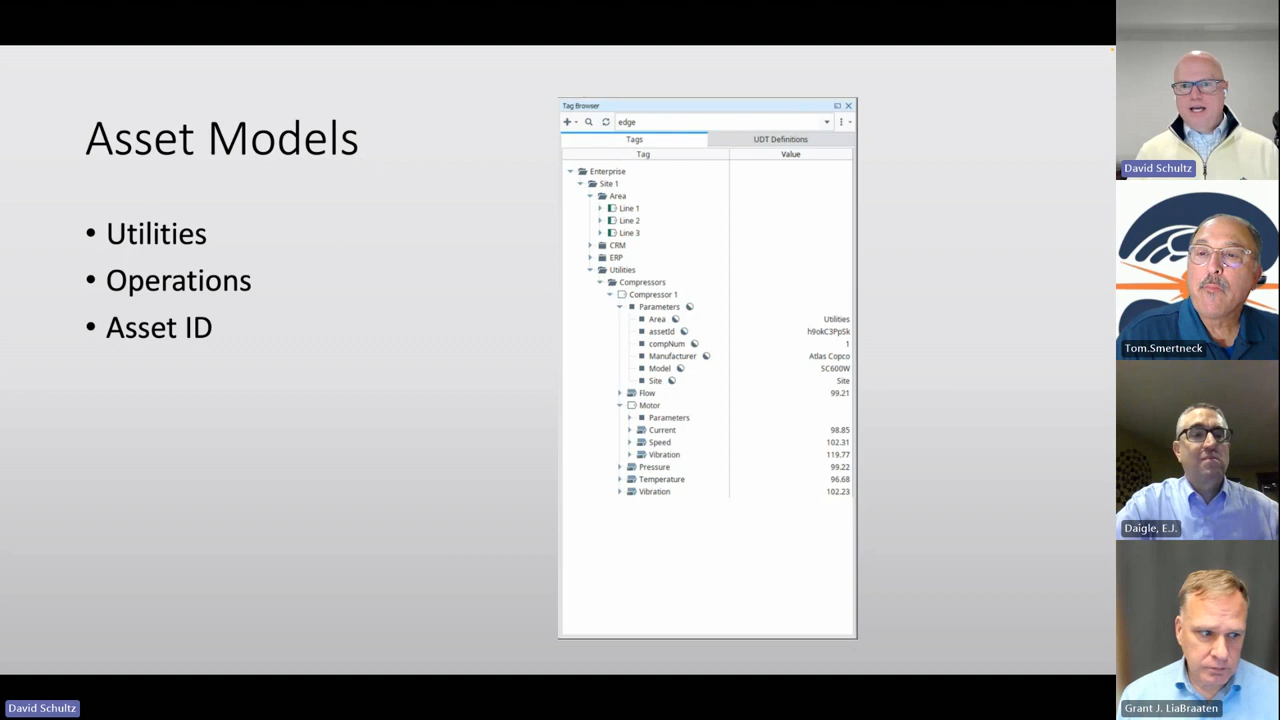 Asset Models
• Utilities
• Operations
• Asset ID
Tag Browser
edge
Tags UDT Definitions
Tag Value
Enterprise
Site 1
Area
Line 1
Line 2
Line 3
CRM
ERP
Utilities
Compressors
Compressor 1
Parameters
Area Utilities
assetId h9okC3PpSk
compNum 1
Manufacturer Atlas Copco
Model SC600W
Site Site
Flow 99.21
Motor
Parameters
Current 98.85
Speed 102.31
Vibration 119.77
Pressure 99.22
Temperature 96.68
Vibration 102.23
David Schultz
Tom.Smertneck
Daigle, E.J.
Grant J. LiaBraaten
David Schultz